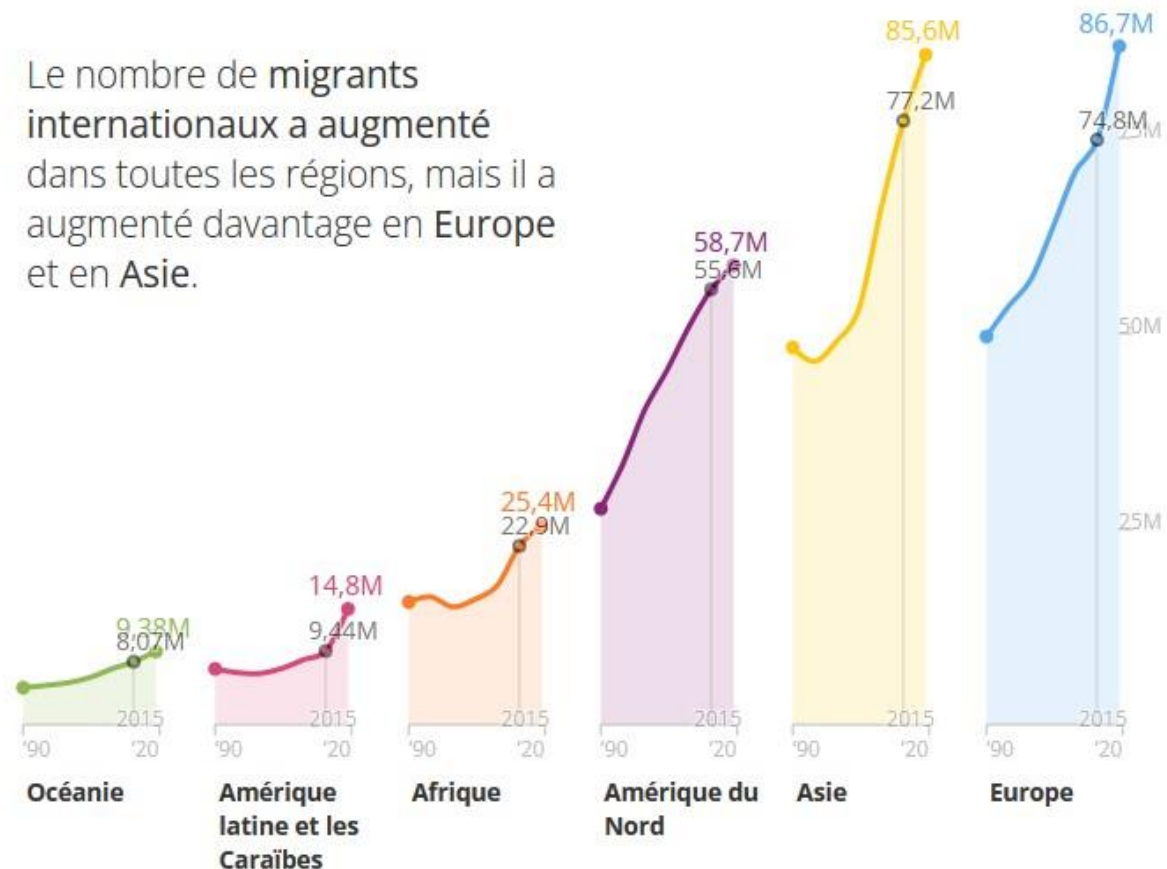 Le nombre de migrants
internationaux a augmenté
dans toutes les régions, mais il a
augmenté davantage en Europe
et en Asie.
9,38M
8,07M
14,8M
9,44M
25,4M
22,9M
58,7M
55,6M
85,6M
77,2M
86,7M
74,8M
75M
50M
25M
2015 2015 2015 2015 2015 2015
'90 '20 '90 '20 '90 '20 '90 '20 '90 '20 '90 '20
Océanie
Amérique
latine et les
Caraïbes
Afrique
Amérique du
Nord
Asie
Europe